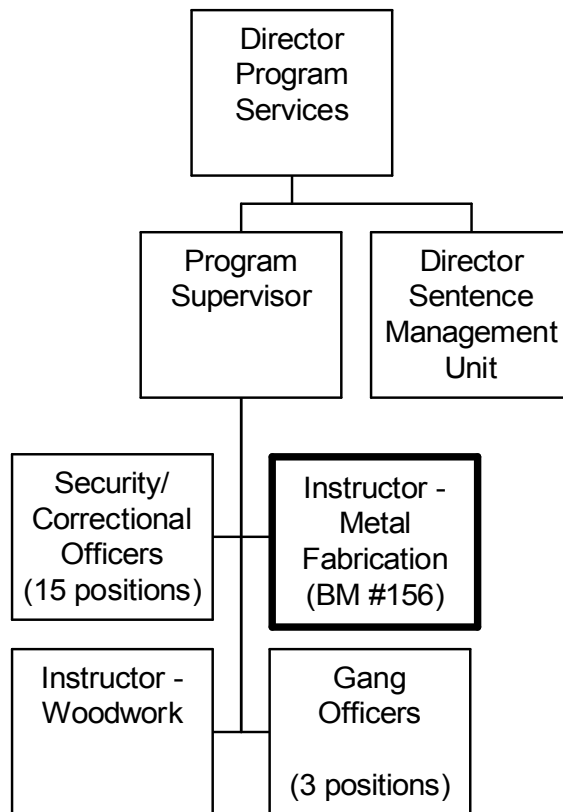 Director
Program
Services
Program
Supervisor
Director
Sentence
Management
Unit
Security/
Correctional
Officers
(15 positions)
Instructor -
Metal
Fabrication
(BM #156)
Instructor -
Woodwork
Gang
Officers
(3 positions)